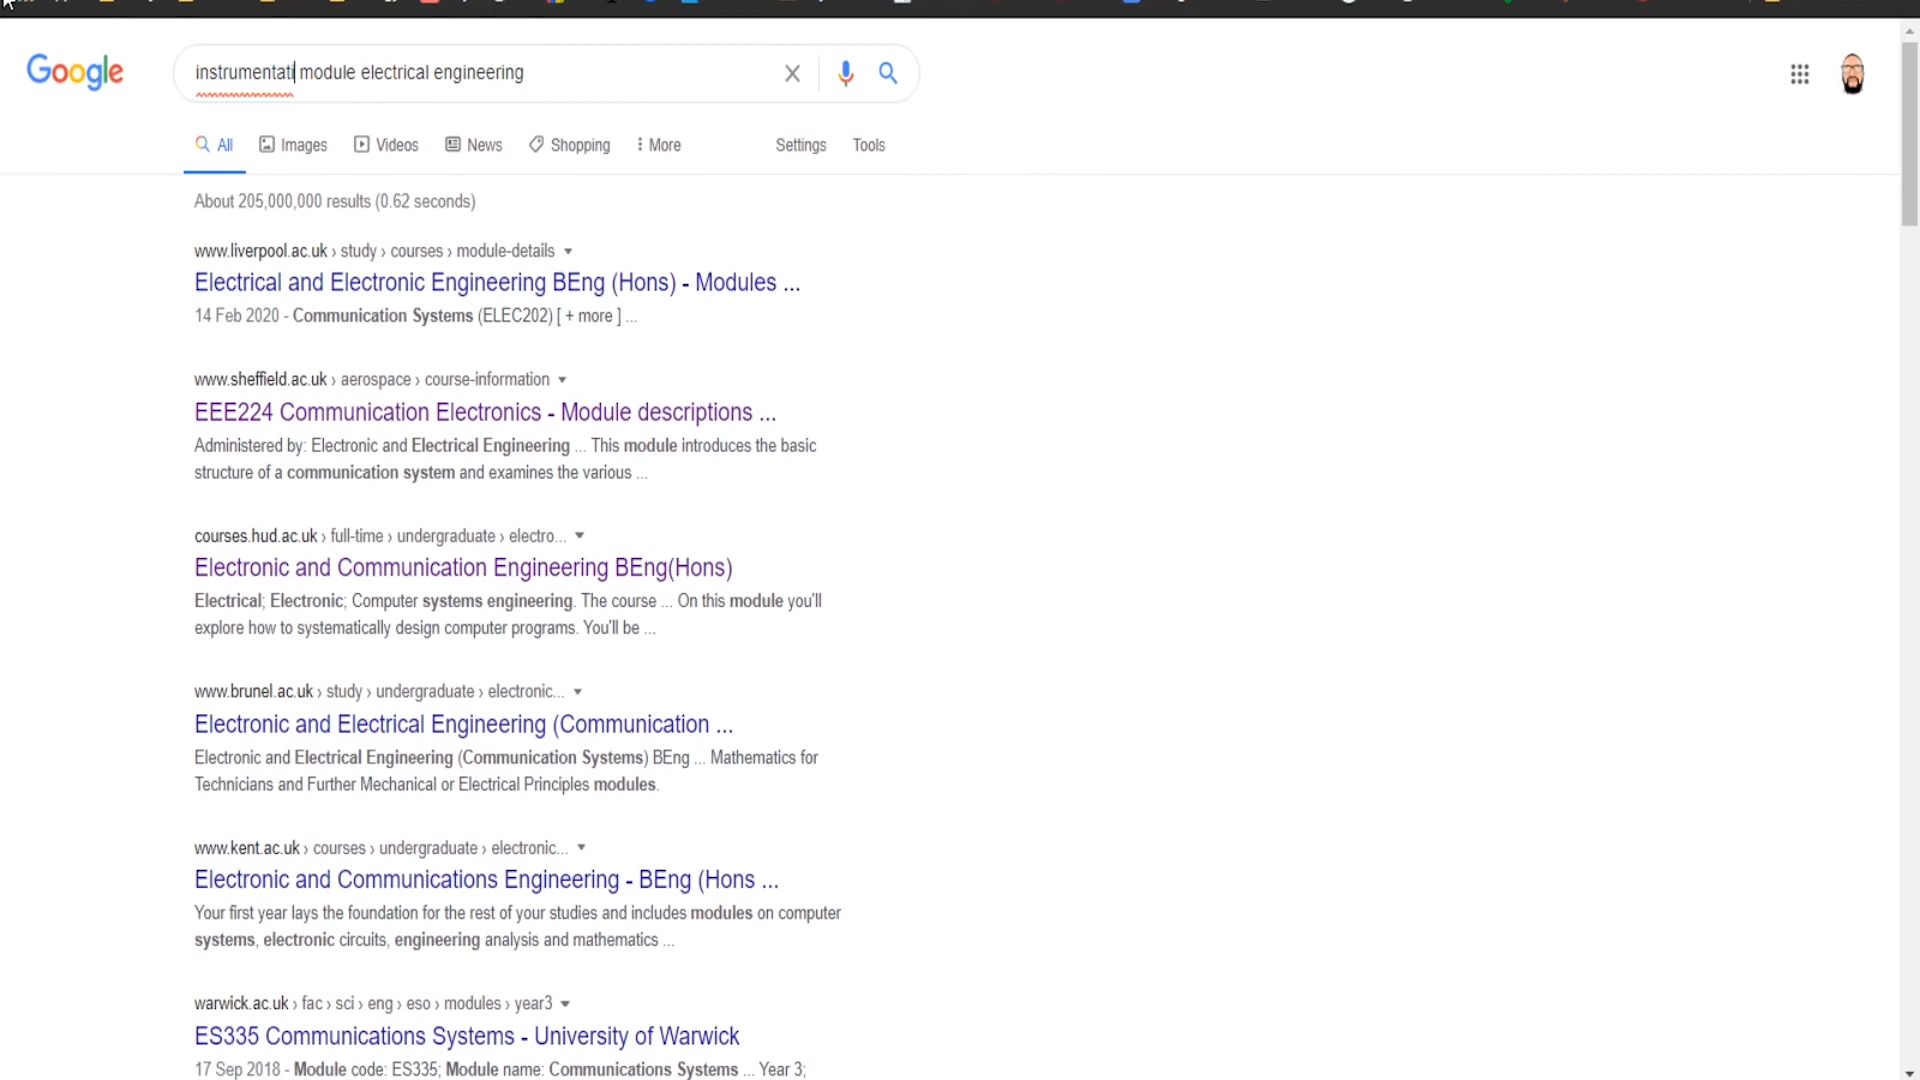 Google
instrumentati module electrical engineering
All Images Videos News Shopping More Settings Tools
About 205,000,000 results (0.62 seconds)
www.liverpool.ac.uk › study › courses › module-details
Electrical and Electronic Engineering BEng (Hons) - Modules ...
14 Feb 2020 - Communication Systems (ELEC202) [ + more ] ...
www.sheffield.ac.uk › aerospace › course-information
EEE224 Communication Electronics - Module descriptions ...
Administered by: Electronic and Electrical Engineering ... This module introduces the basic
structure of a communication system and examines the various ...
courses.hud.ac.uk › full-time › undergraduate › electro...
Electronic and Communication Engineering BEng(Hons)
Electrical; Electronic; Computer systems engineering. The course ... On this module you'll
explore how to systematically design computer programs. You'll be ...
www.brunel.ac.uk › study › undergraduate › electronic...
Electronic and Electrical Engineering (Communication ...
Electronic and Electrical Engineering (Communication Systems) BEng ... Mathematics for
Technicians and Further Mechanical or Electrical Principles modules.
www.kent.ac.uk › courses › undergraduate › electronic...
Electronic and Communications Engineering - BEng (Hons ...
Your first year lays the foundation for the rest of your studies and includes modules on computer
systems, electronic circuits, engineering analysis and mathematics ...
warwick.ac.uk › fac › sci › eng › eso › modules › year3
ES335 Communications Systems - University of Warwick
17 Sep 2018 - Module code: ES335; Module name: Communications Systems ... Year 3;